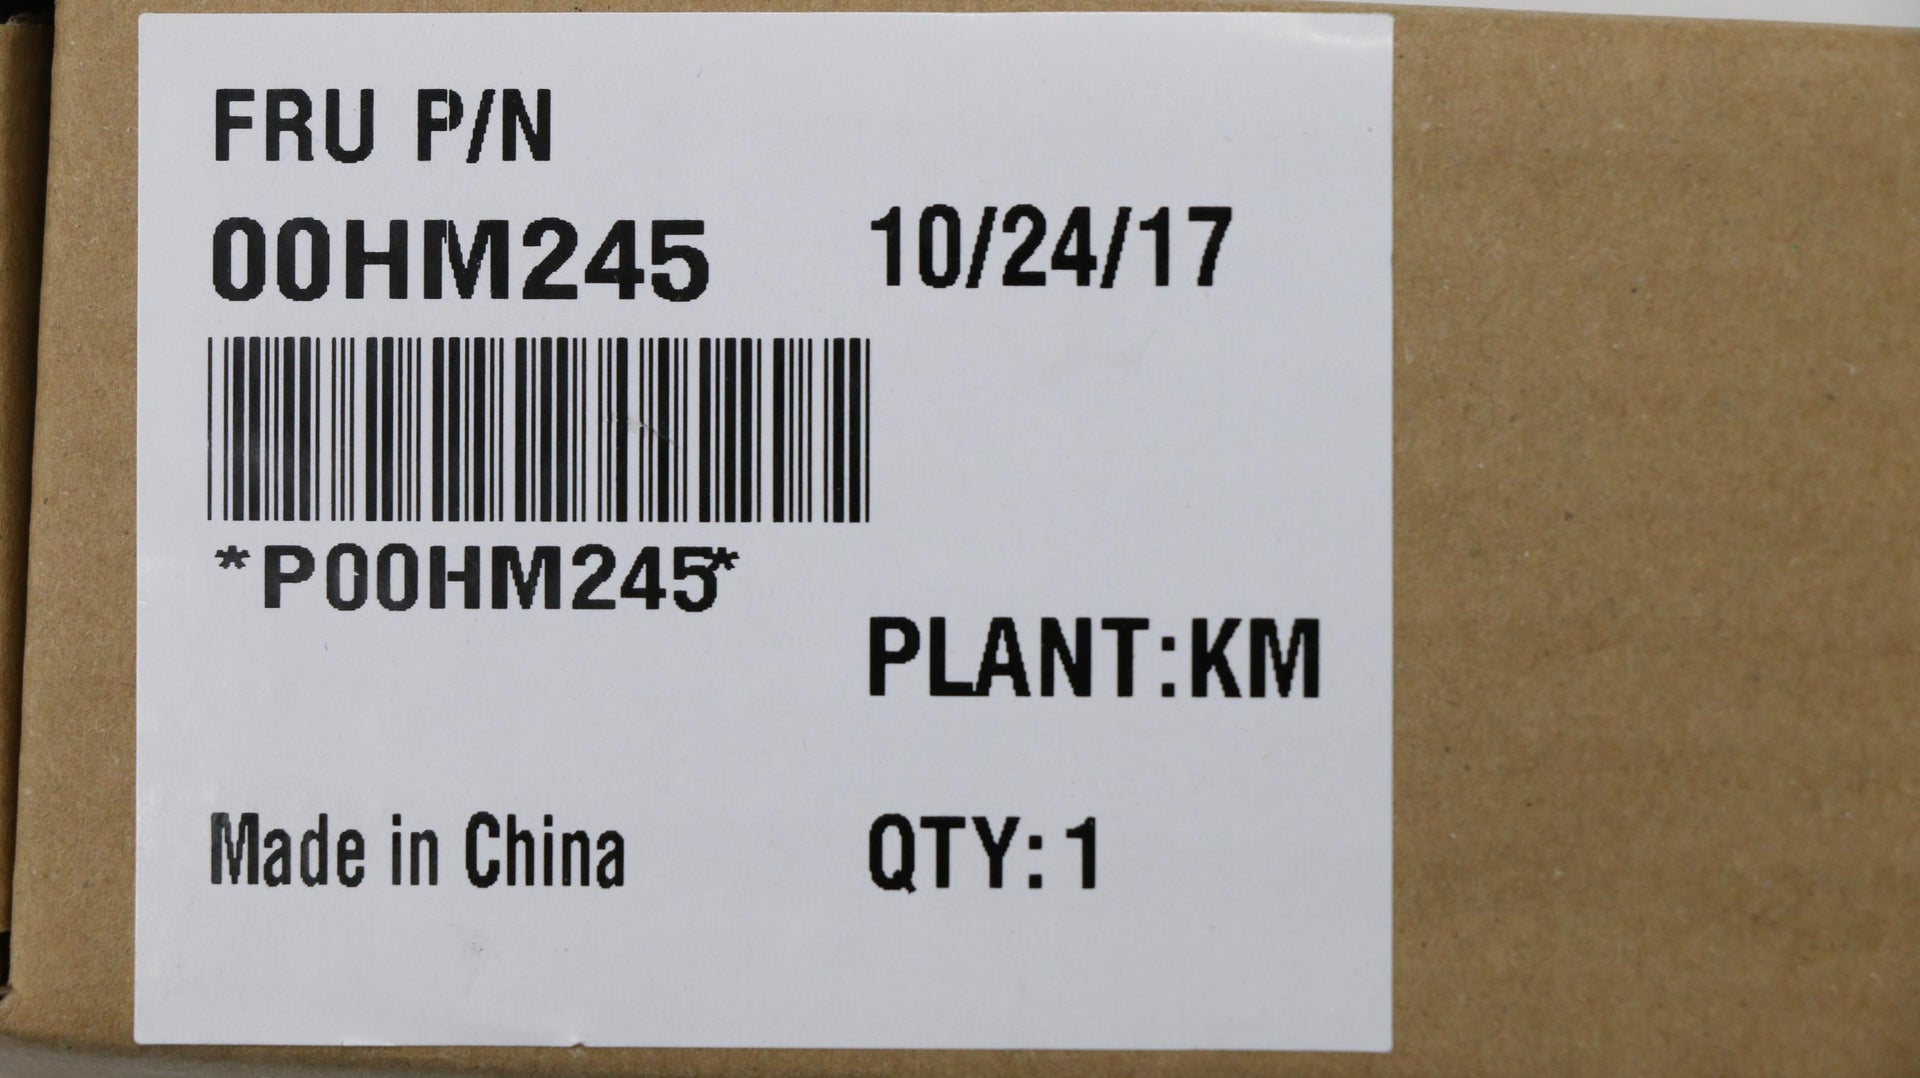 FRU P/N
00HM245 10/24/17
*P00HM245*
PLANT:KM
Made in China QTY: 1